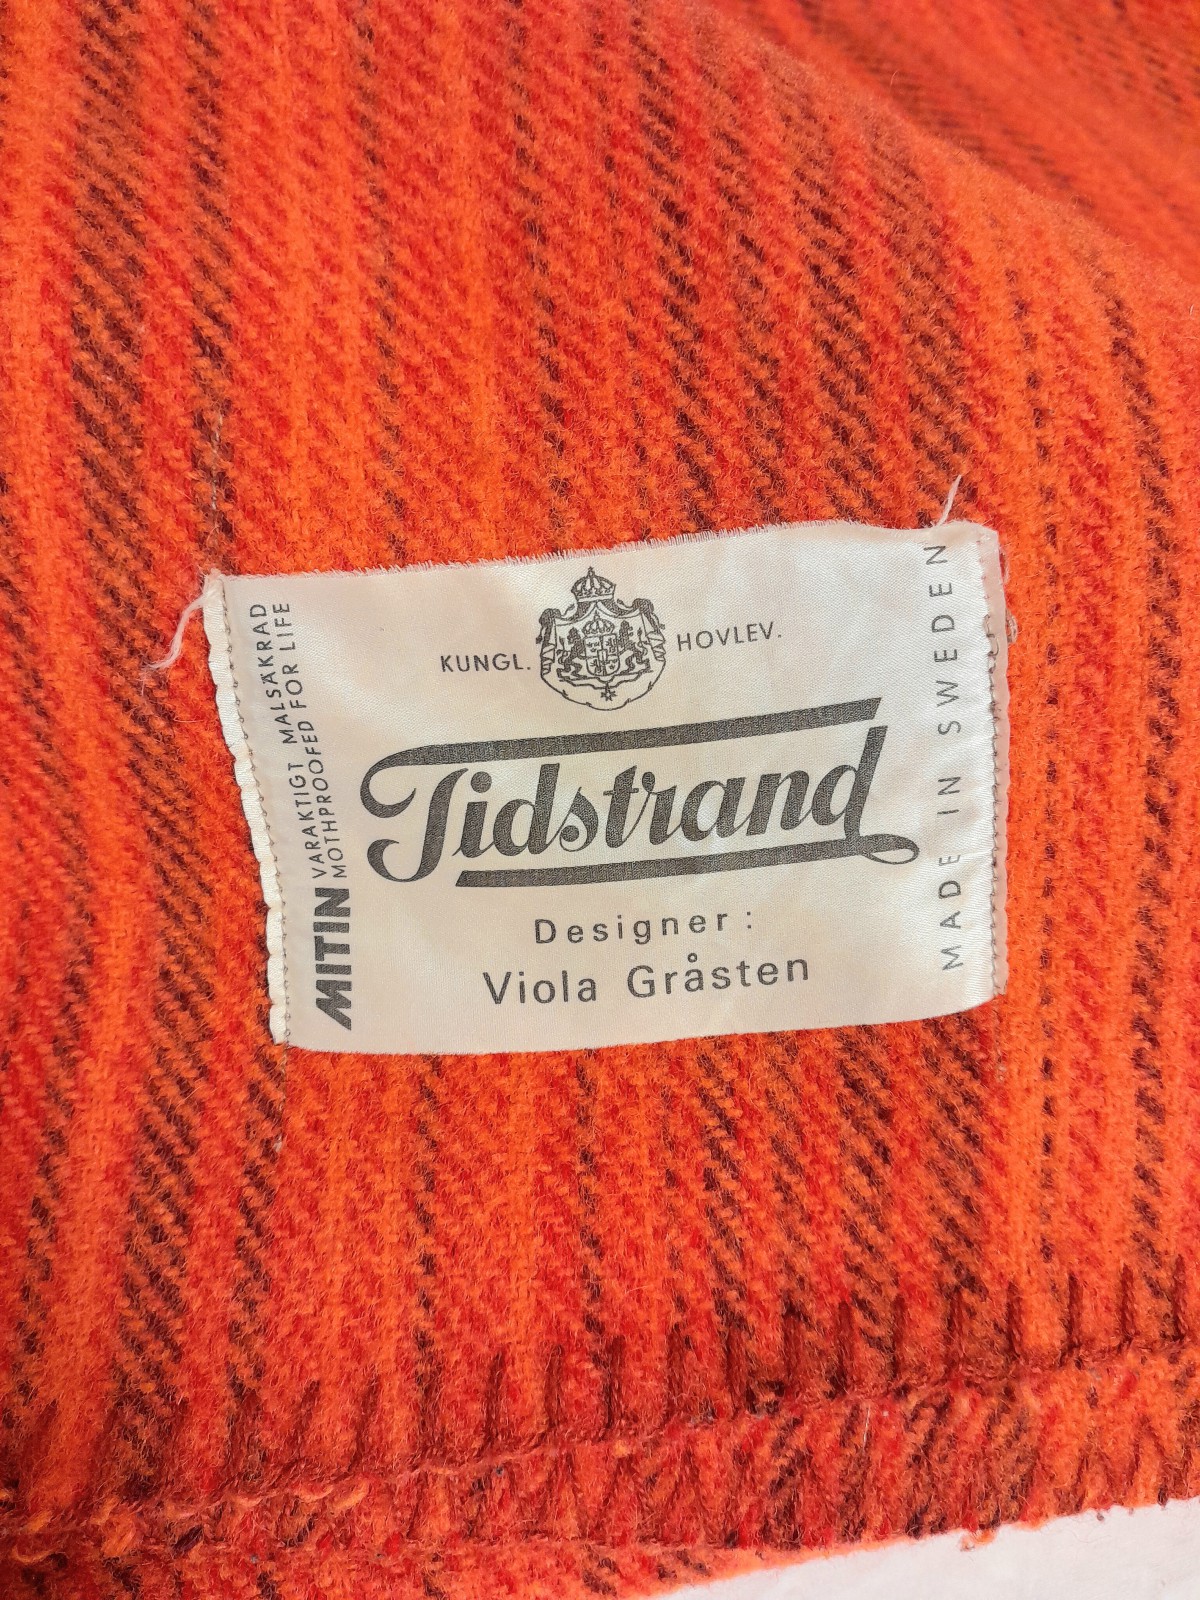 KUNGL. HOVLEV.
Tidstrand
Designer:
Viola Gråsten
MITIN VARAKTIGT MALSÄKRAD
MOTHPROOFED FOR LIFE
MADE IN SWEDEN